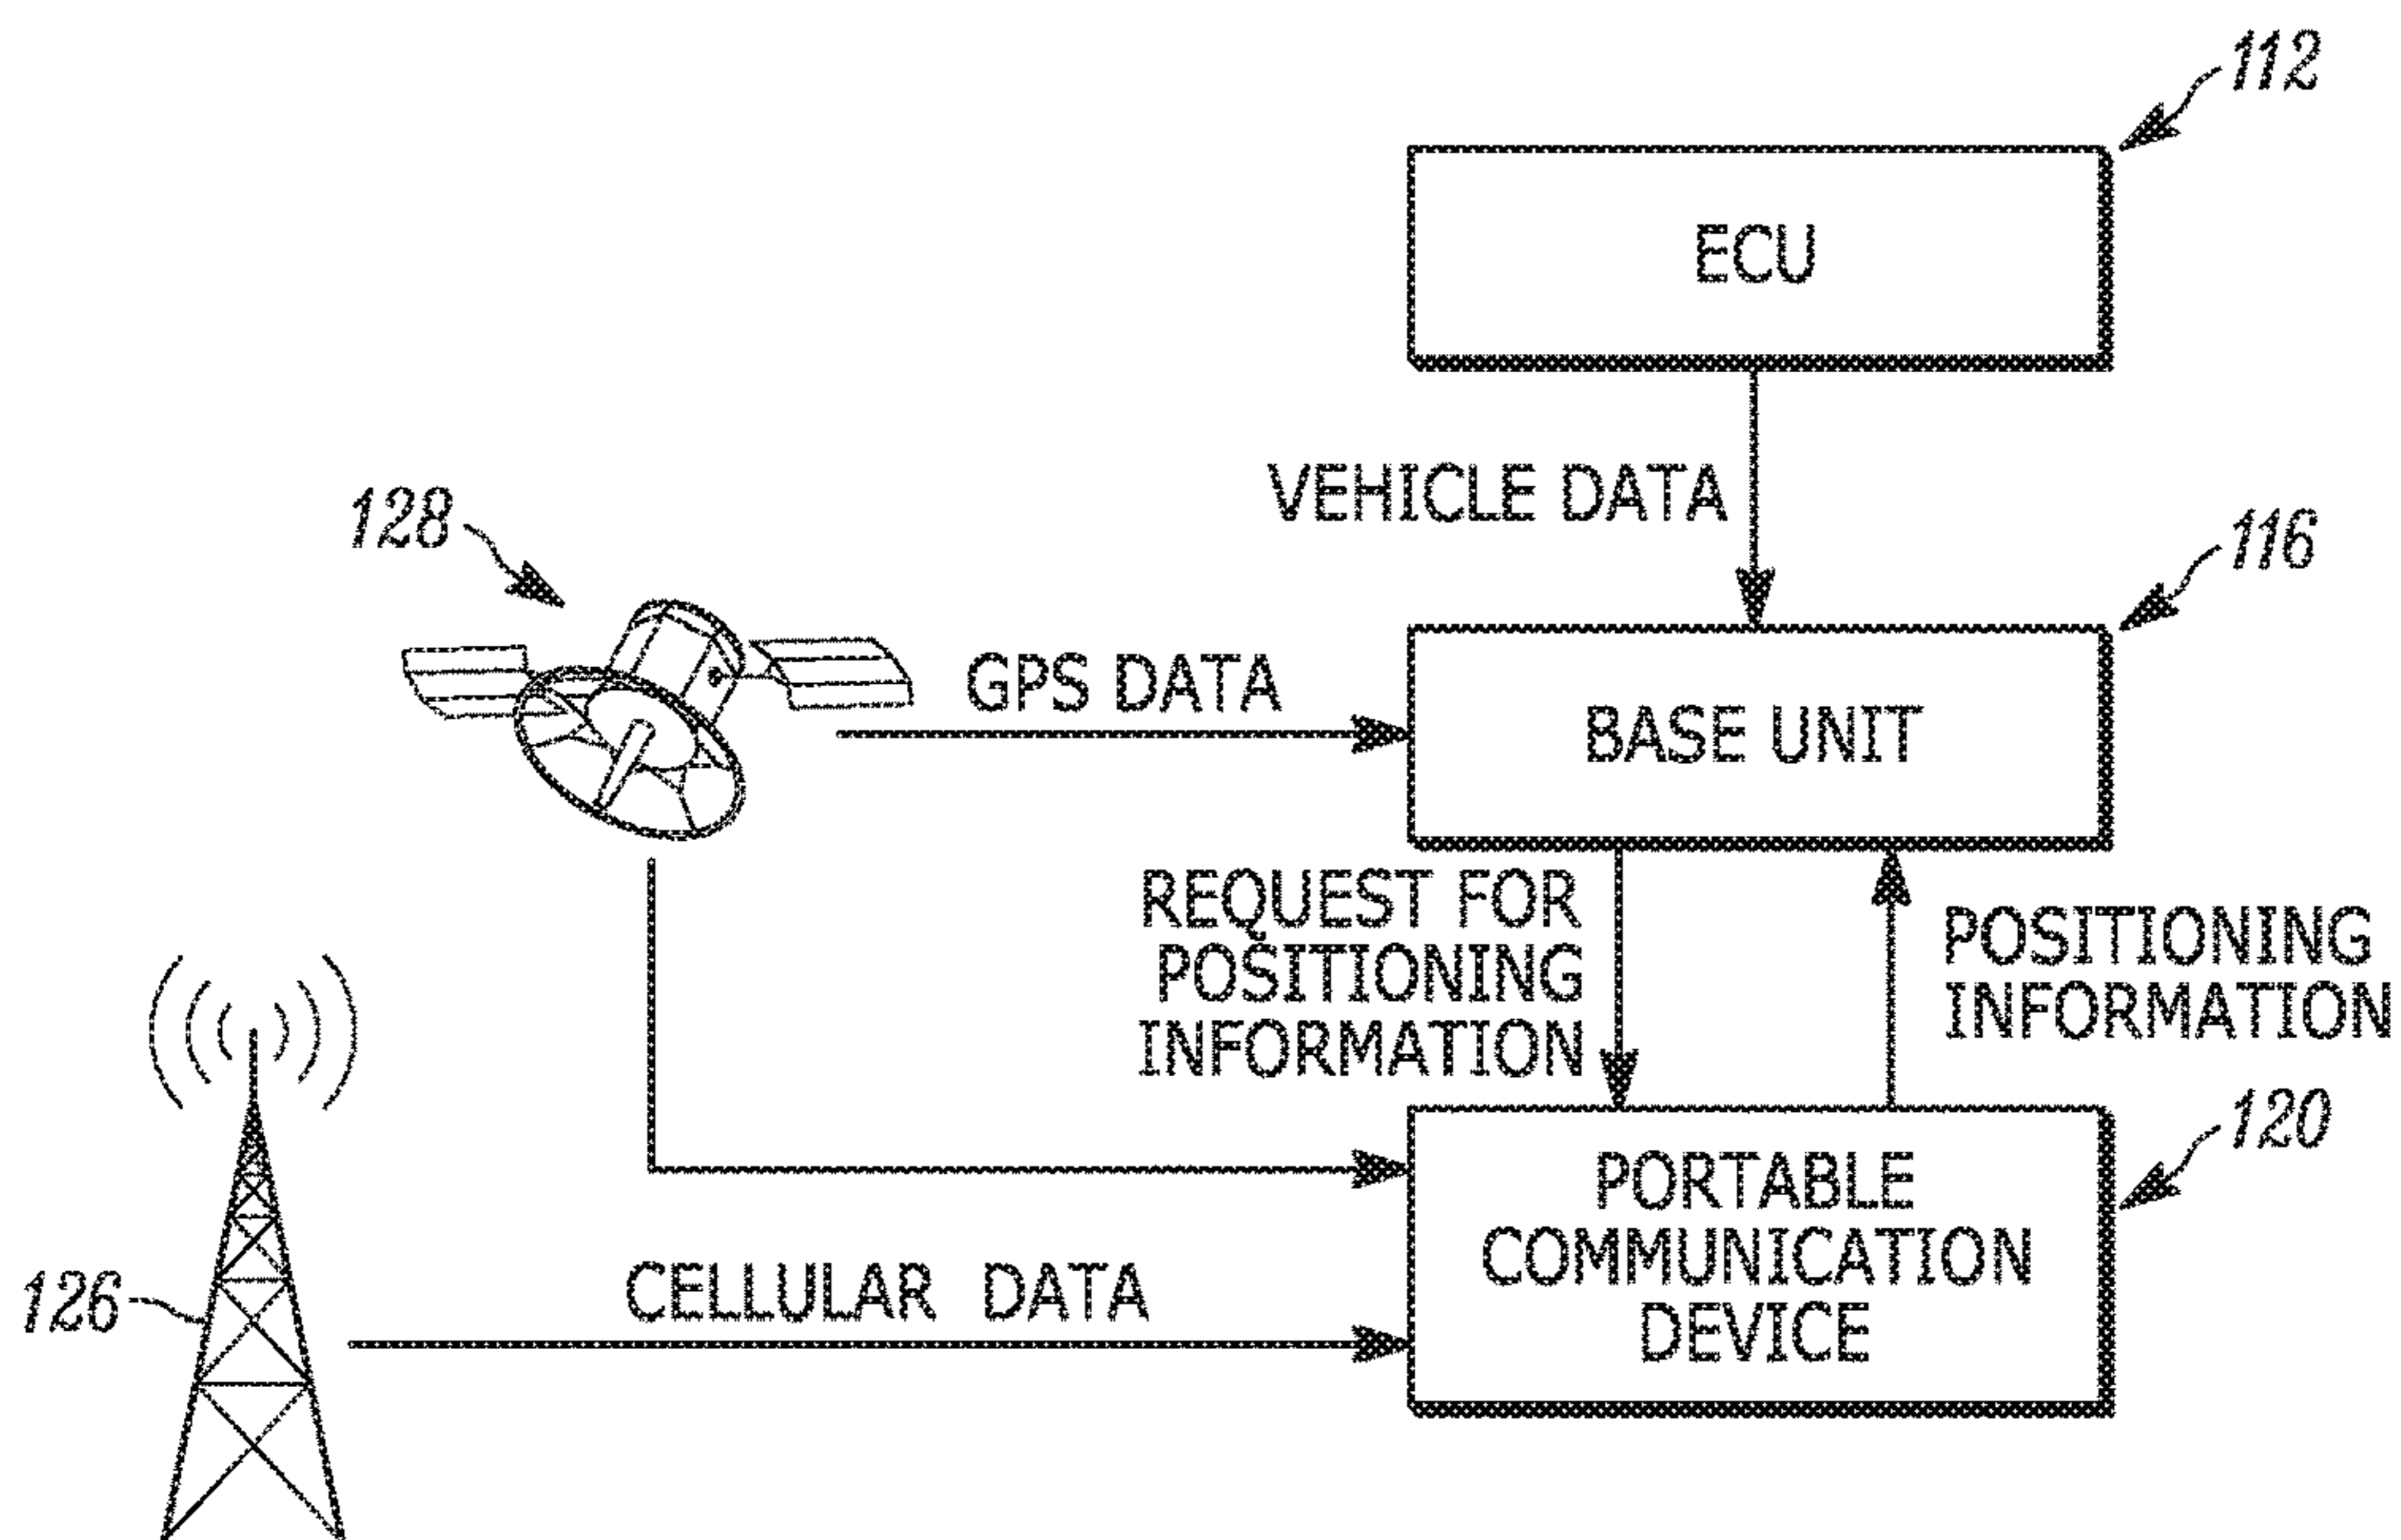 112
ECU
VEHICLE DATA
128
116
GPS DATA
BASE UNIT
REQUEST FOR
POSITIONING
INFORMATION
POSITIONING
INFORMATION
120
PORTABLE
COMMUNICATION
DEVICE
126
CELLULAR DATA